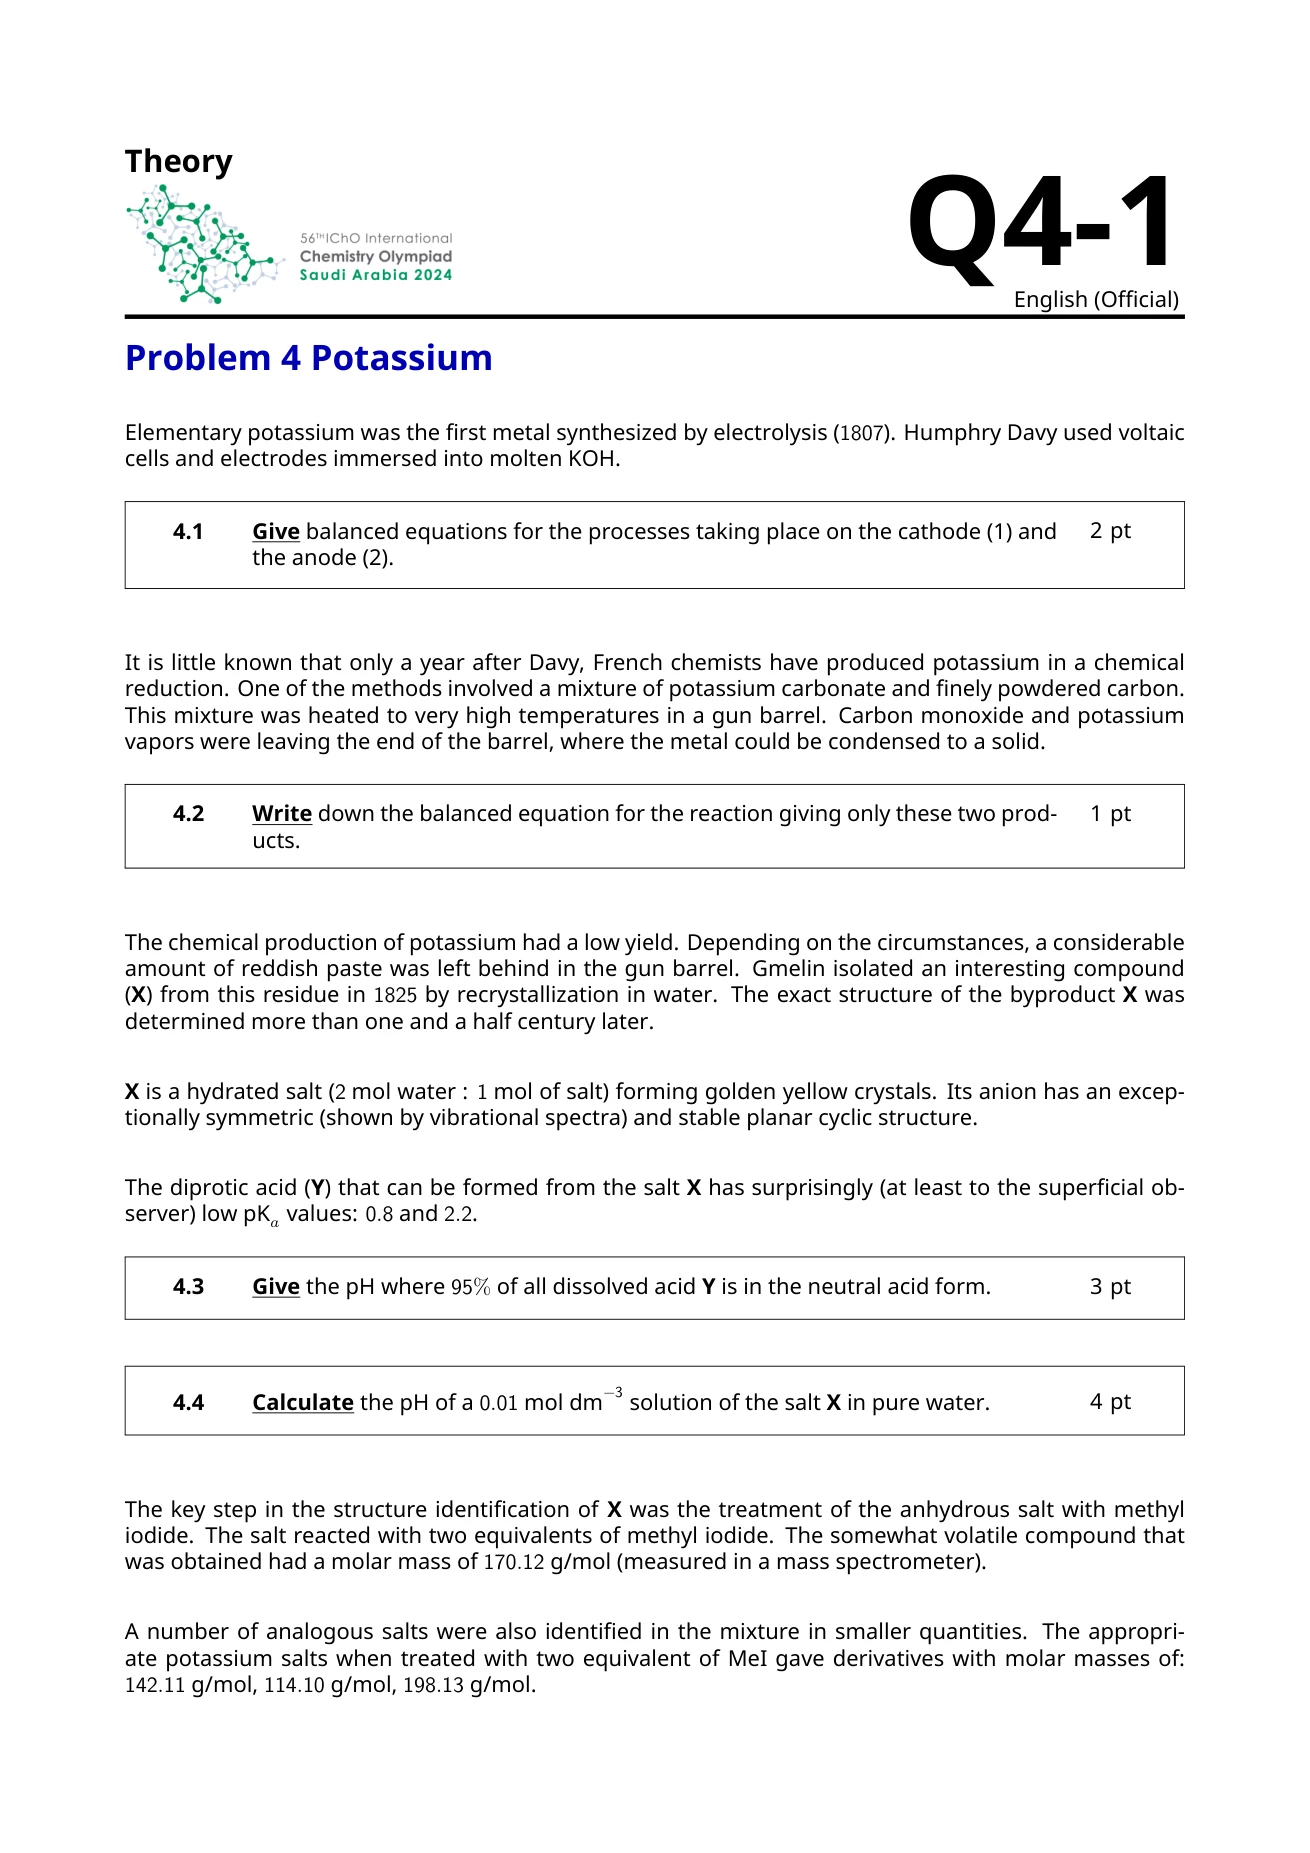 Theory
56ᵀᴴIChO International
Chemistry Olympiad
Saudi Arabia 2024
Q4-1
English (Official)
Problem 4 Potassium
Elementary potassium was the first metal synthesized by electrolysis (1807). Humphry Davy used voltaic
cells and electrodes immersed into molten KOH.
4.1 Give balanced equations for the processes taking place on the cathode (1) and 2 pt
the anode (2).
It is little known that only a year after Davy, French chemists have produced potassium in a chemical
reduction. One of the methods involved a mixture of potassium carbonate and finely powdered carbon.
This mixture was heated to very high temperatures in a gun barrel. Carbon monoxide and potassium
vapors were leaving the end of the barrel, where the metal could be condensed to a solid.
4.2 Write down the balanced equation for the reaction giving only these two prod- 1 pt
ucts.
The chemical production of potassium had a low yield. Depending on the circumstances, a considerable
amount of reddish paste was left behind in the gun barrel. Gmelin isolated an interesting compound
(X) from this residue in 1825 by recrystallization in water. The exact structure of the byproduct X was
determined more than one and a half century later.
X is a hydrated salt (2 mol water : 1 mol of salt) forming golden yellow crystals. Its anion has an excep-
tionally symmetric (shown by vibrational spectra) and stable planar cyclic structure.
The diprotic acid (Y) that can be formed from the salt X has surprisingly (at least to the superficial ob-
server) low pKₐ values: 0.8 and 2.2.
4.3 Give the pH where 95% of all dissolved acid Y is in the neutral acid form. 3 pt
4.4 Calculate the pH of a 0.01 mol dm⁻³ solution of the salt X in pure water. 4 pt
The key step in the structure identification of X was the treatment of the anhydrous salt with methyl
iodide. The salt reacted with two equivalents of methyl iodide. The somewhat volatile compound that
was obtained had a molar mass of 170.12 g/mol (measured in a mass spectrometer).
A number of analogous salts were also identified in the mixture in smaller quantities. The appropri-
ate potassium salts when treated with two equivalent of MeI gave derivatives with molar masses of:
142.11 g/mol, 114.10 g/mol, 198.13 g/mol.